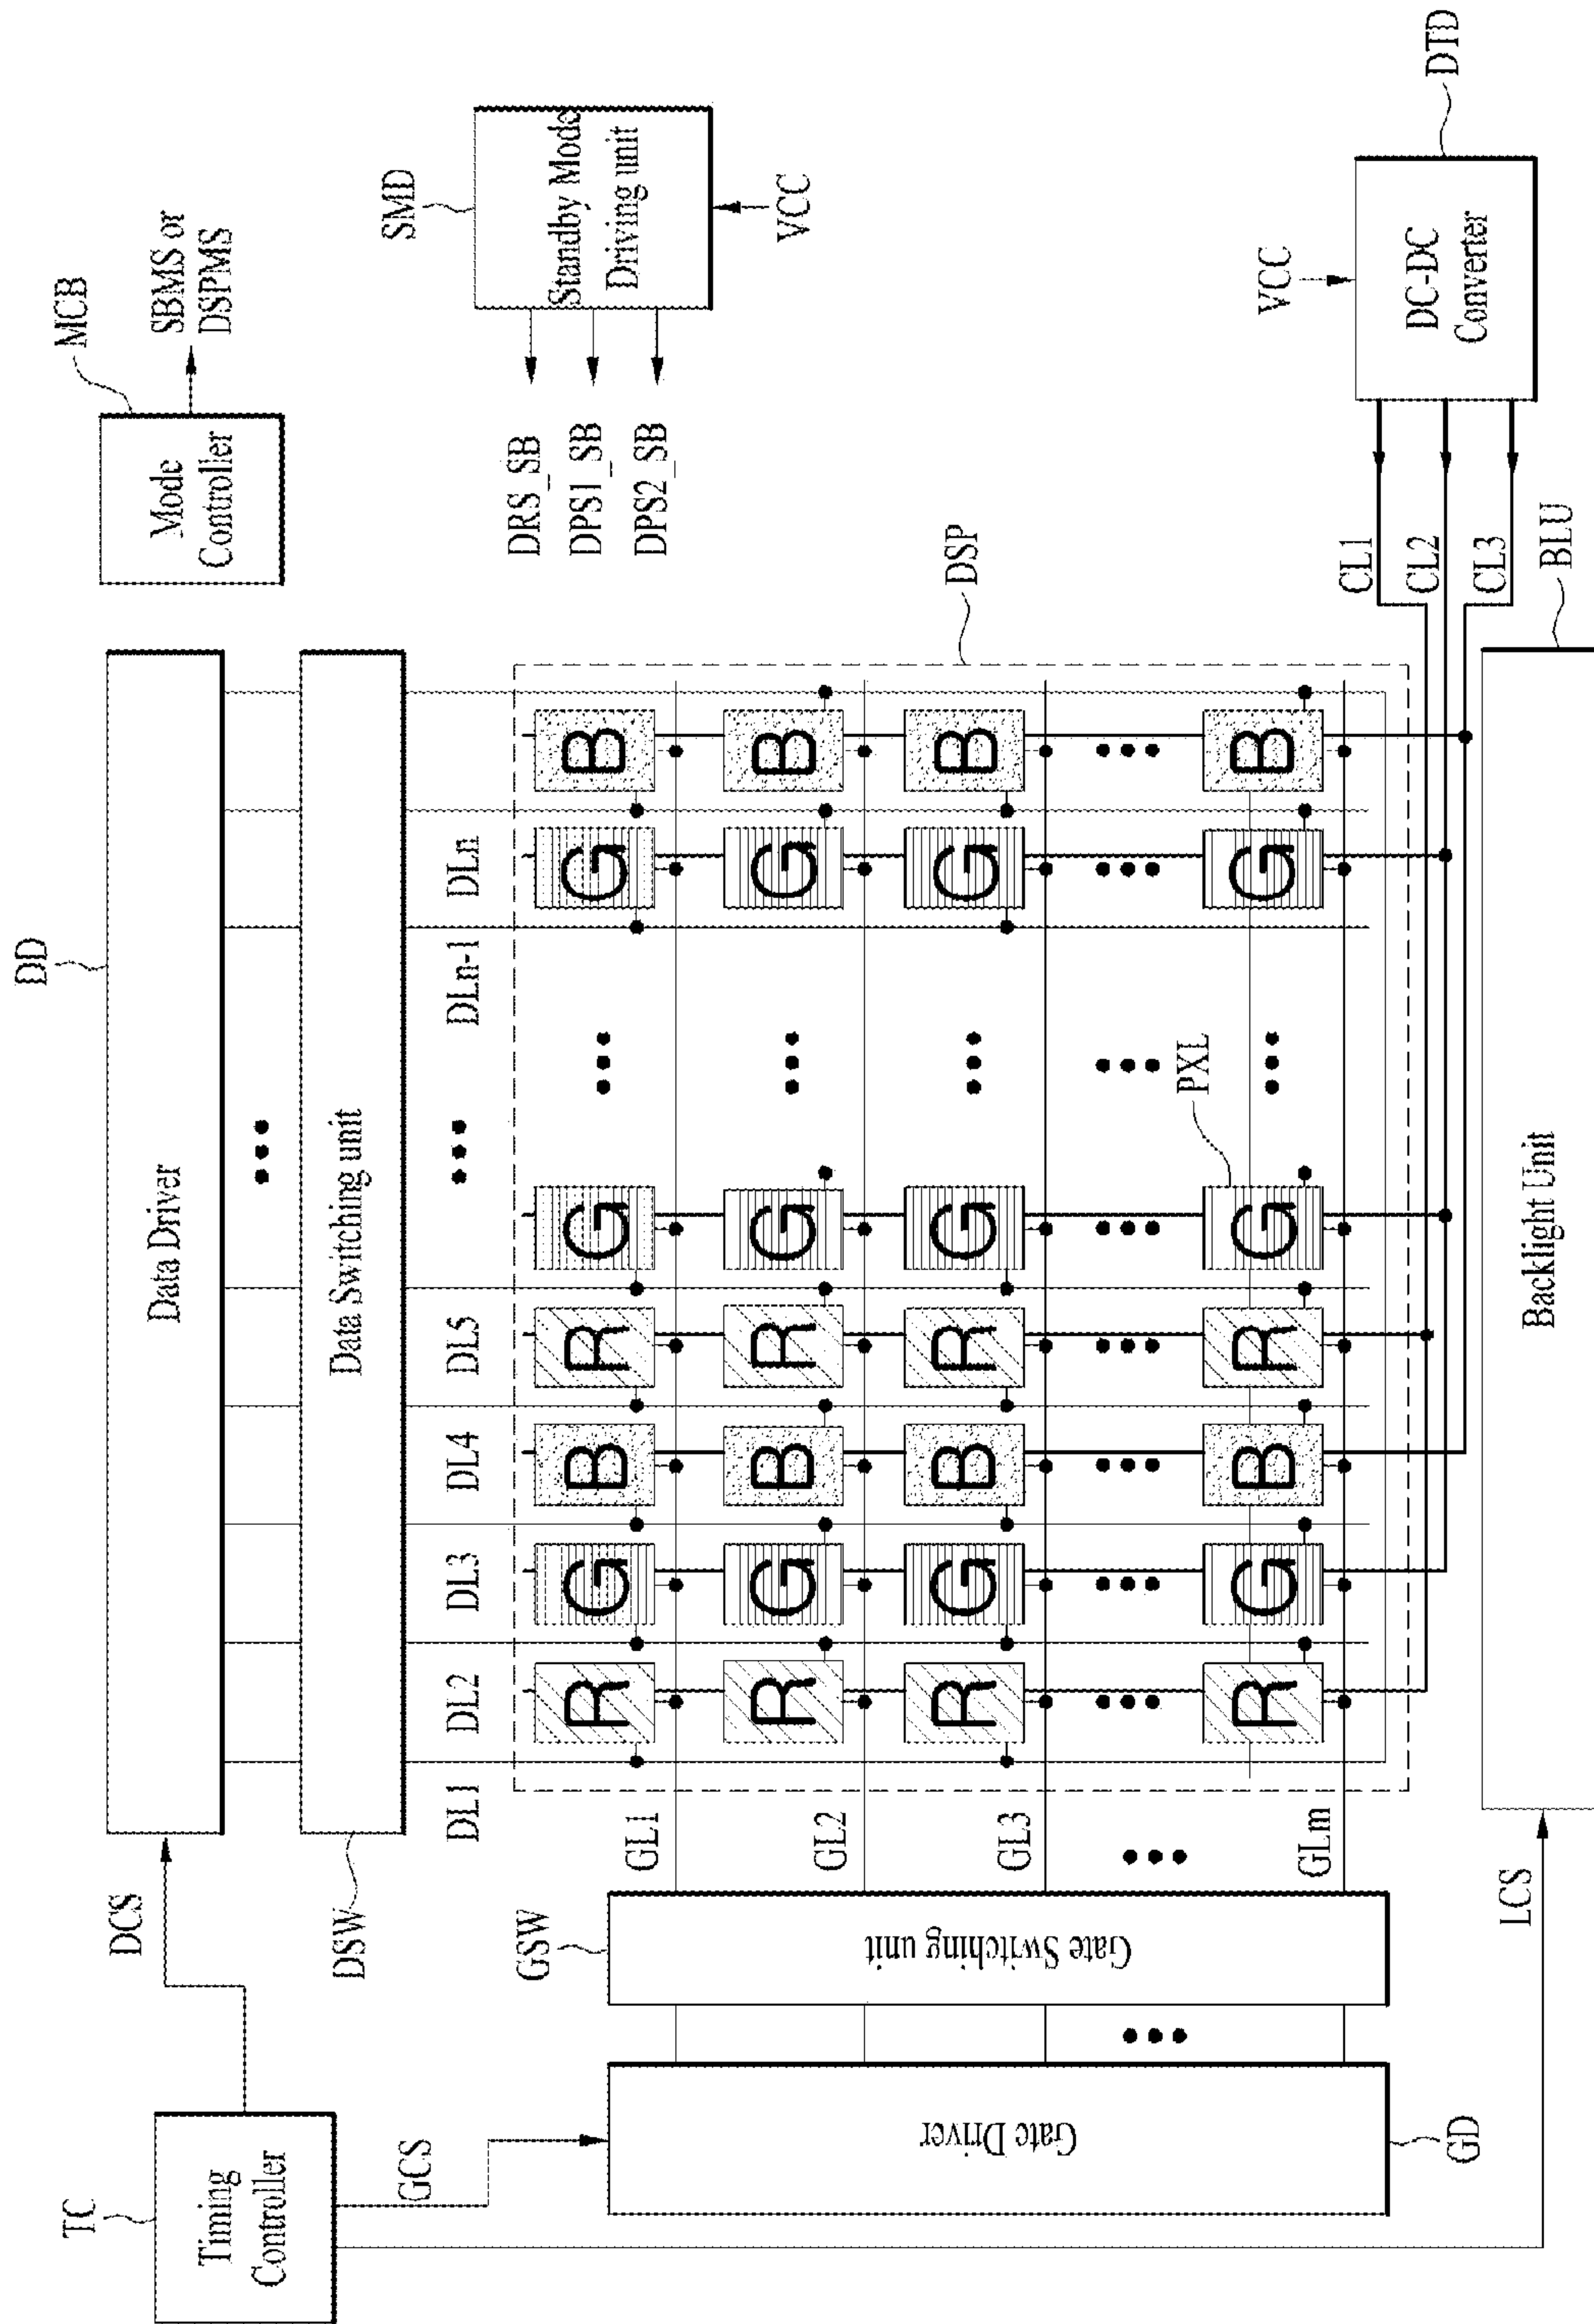 TC
Timing
Controller
DCS
GCS
DD
Data Driver
MCB
Mode
Controller
SBMS or
DSPMS
DSW
Data Switching unit
SMD
Standby Mode
Driving unit
VCC
DRS_SB
DPS1_SB
DPS2_SB
DL1
DL2
DL3
DL4
DL5
DLn-1
DLn
DSP
GSW
Gate Switching unit
Gate Driver
GD
GL1
R G B R G G B
GL2
R G B R G G B
GL3
R G B R G G B
PXL
GLm
R G B R G G B
VCC
DC-DC
Converter
DTD
CL1
CL2
CL3
LCS
Backlight Unit
BLU